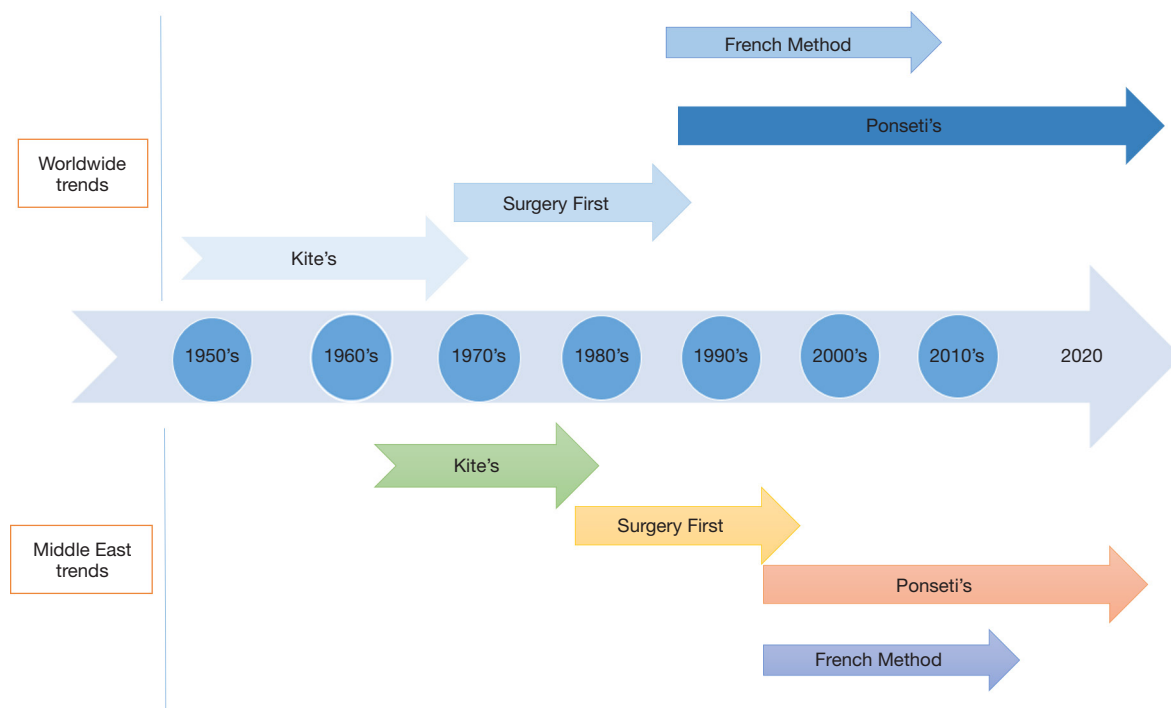 French Method
Ponseti's
Worldwide
trends
Surgery First
Kite's
1950's
1960's
1970's
1980's
1990's
2000's
2010's
2020
Kite's
Surgery First
Middle East
trends
Ponseti's
French Method